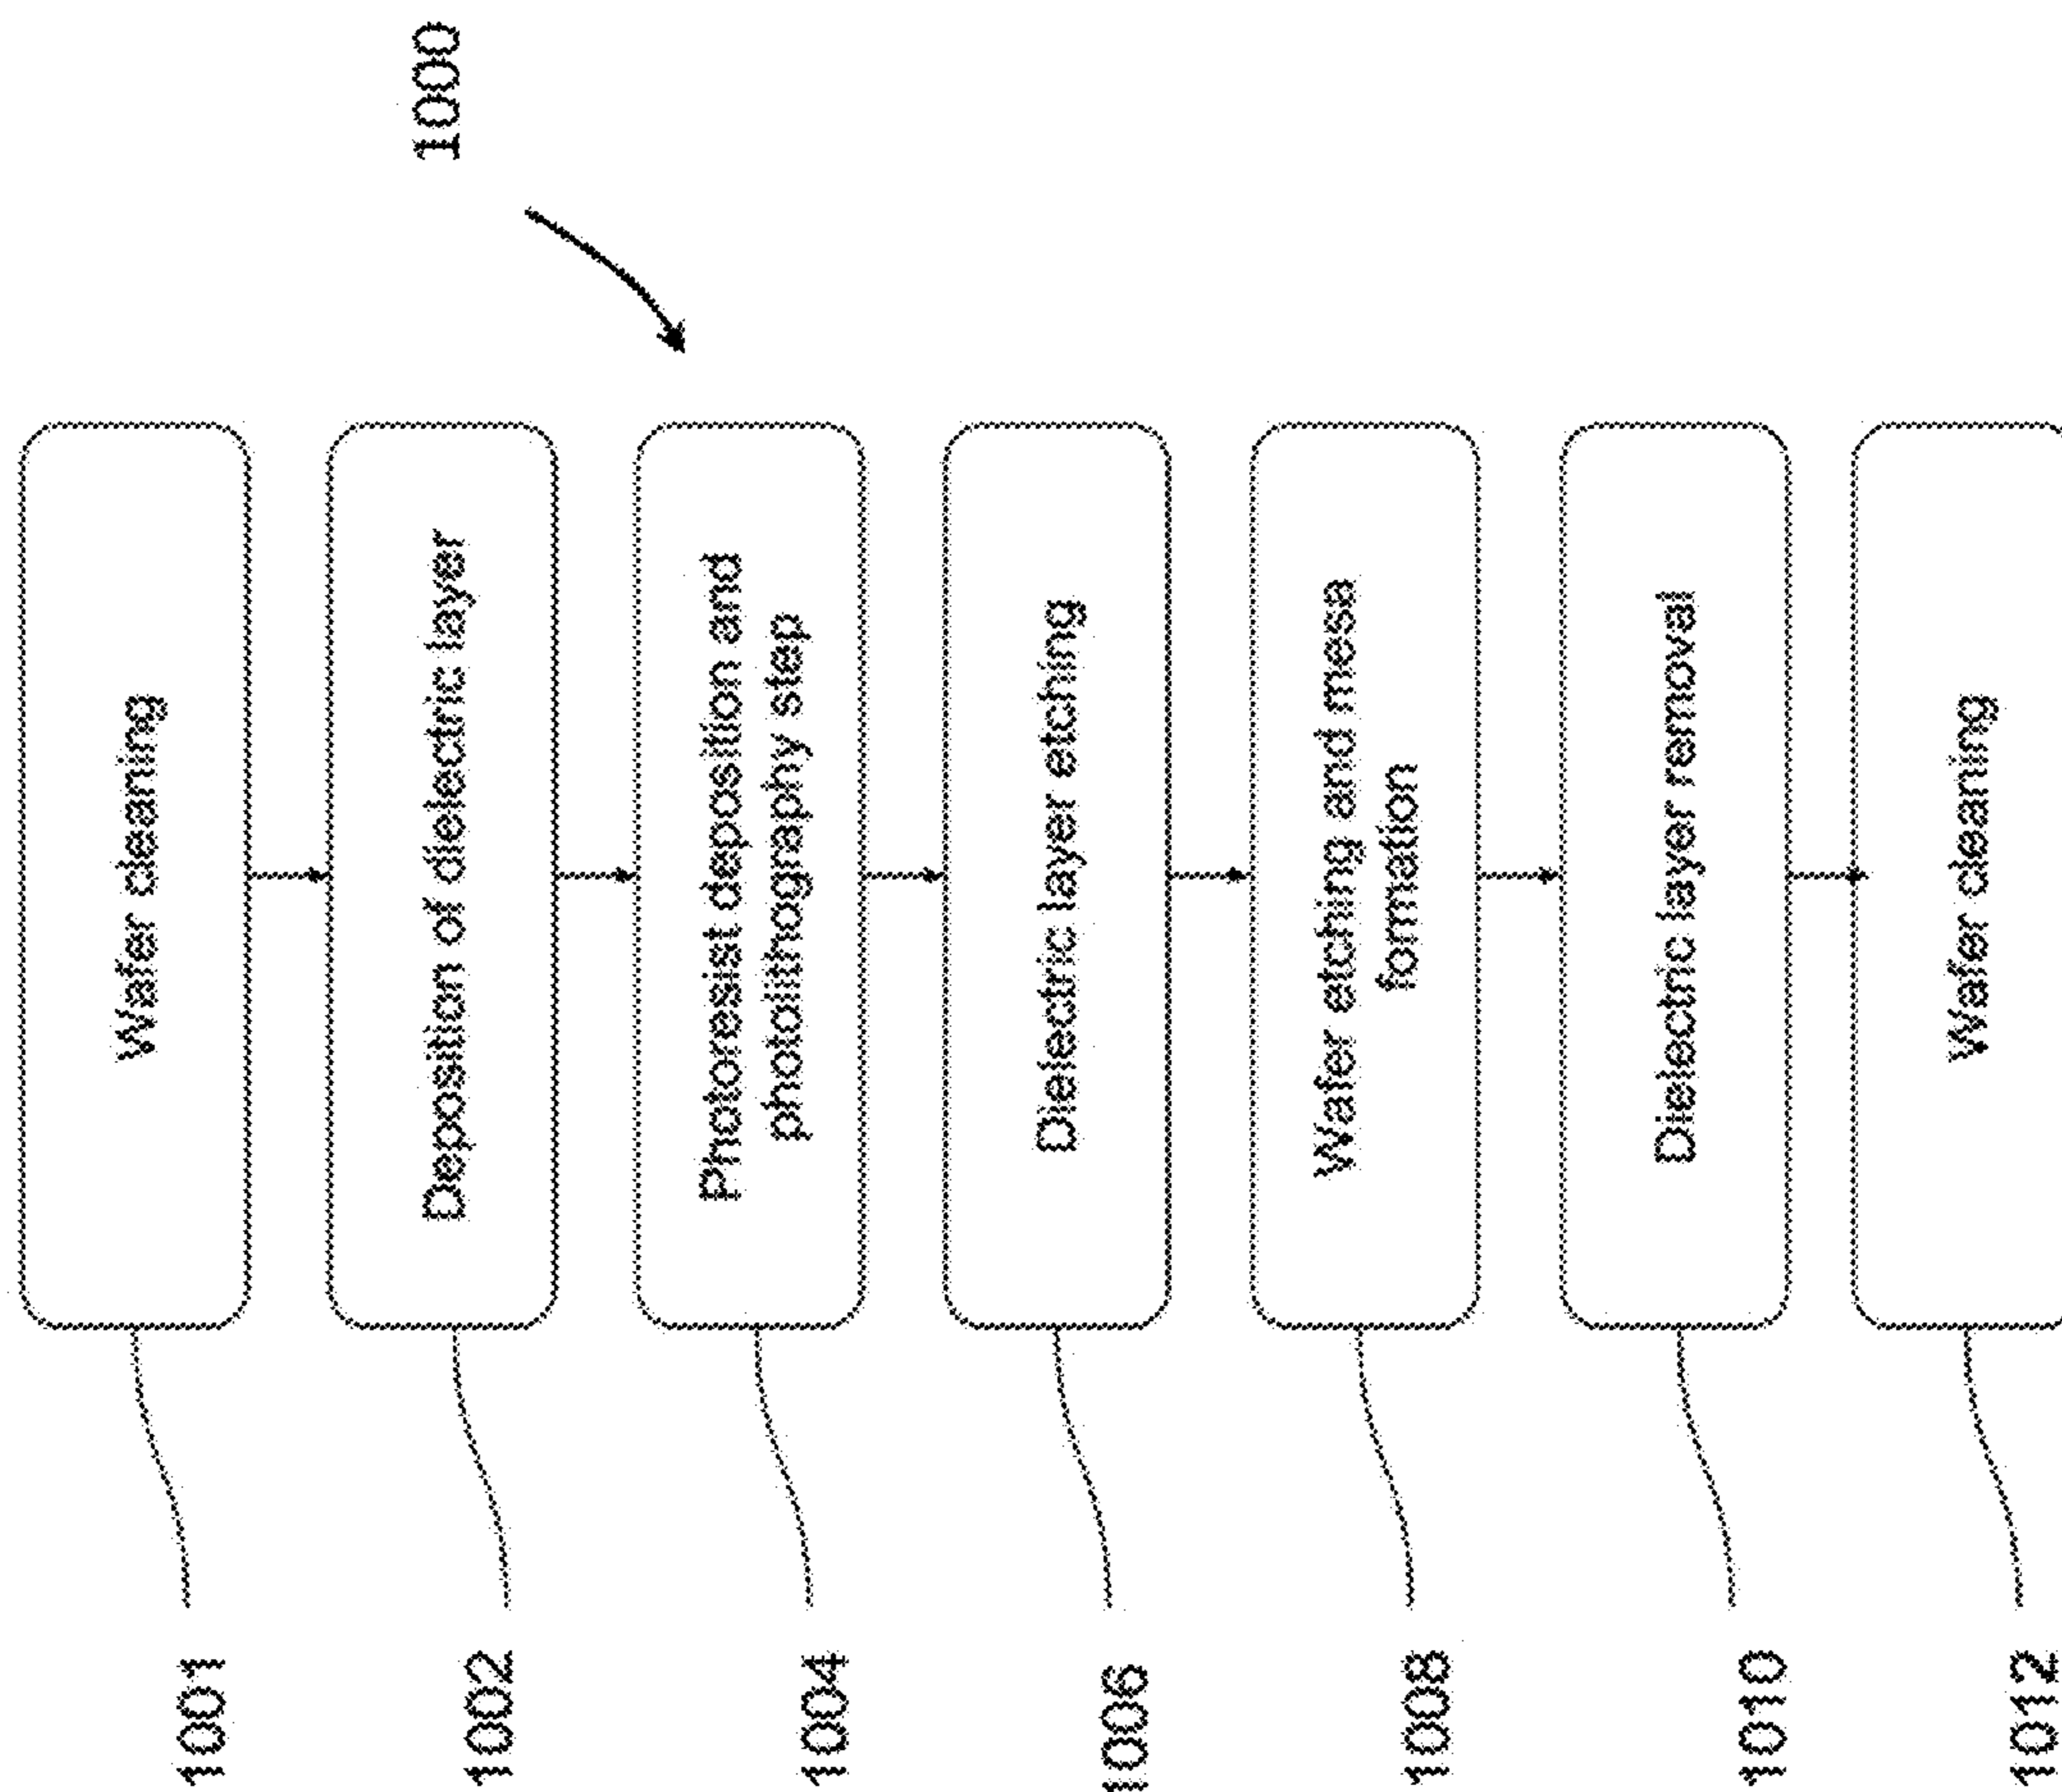 1000
1001
Wafer cleaning
1002
Deposition of dielectric layer
1004
Photoresist deposition and
photolithography step
1006
Dielectric layer etching
1008
Wafer etching and mesa
formation
1010
Dielectric layer removal
1012
Wafer cleaning